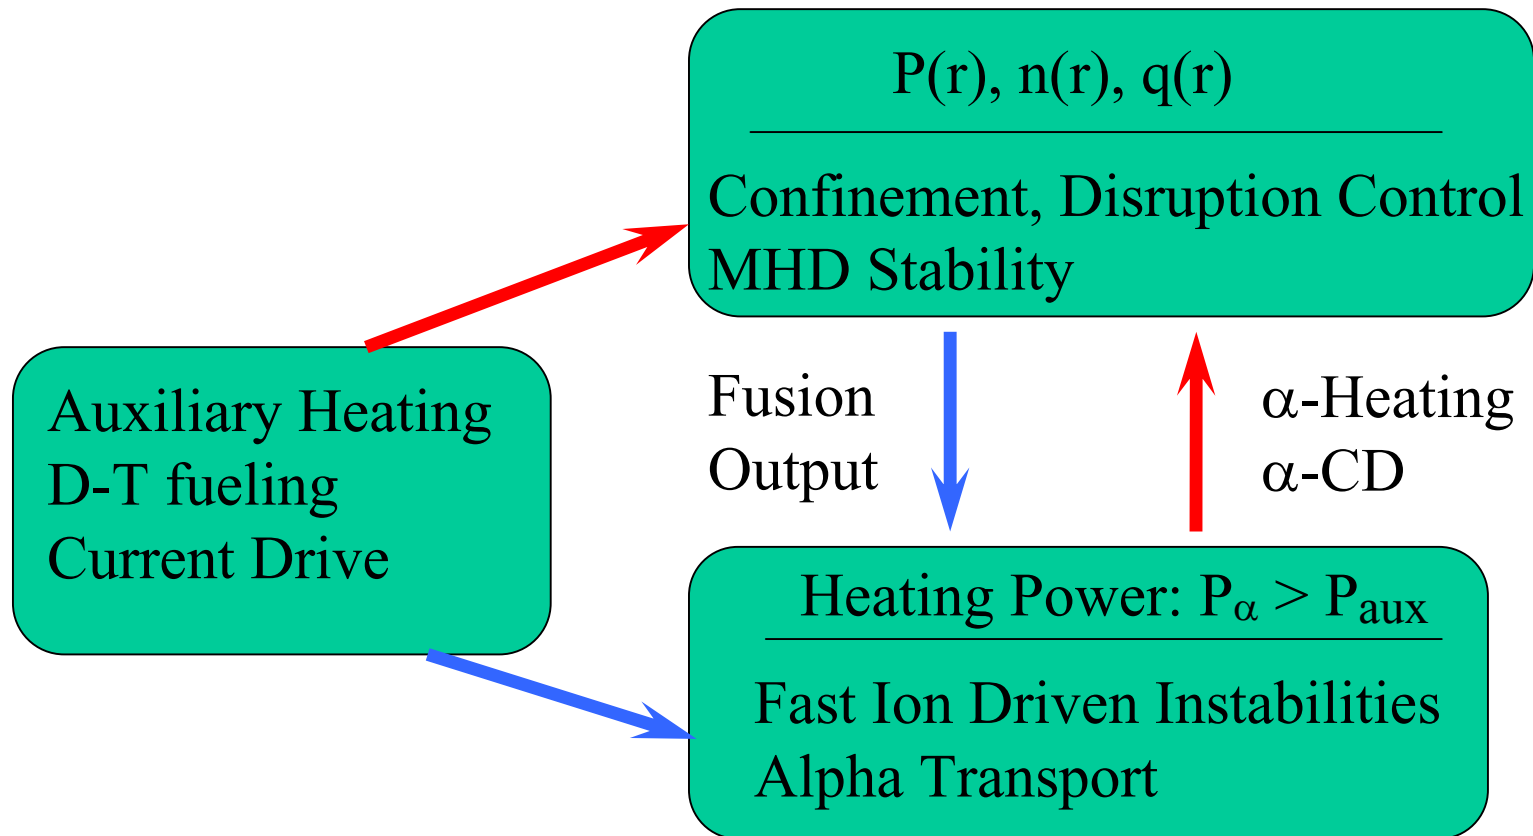 P(r), n(r), q(r)
Confinement, Disruption Control
MHD Stability
Auxiliary Heating
D-T fueling
Current Drive
Fusion
Output
α-Heating
α-CD
Heating Power: Pα > Paux
Fast Ion Driven Instabilities
Alpha Transport